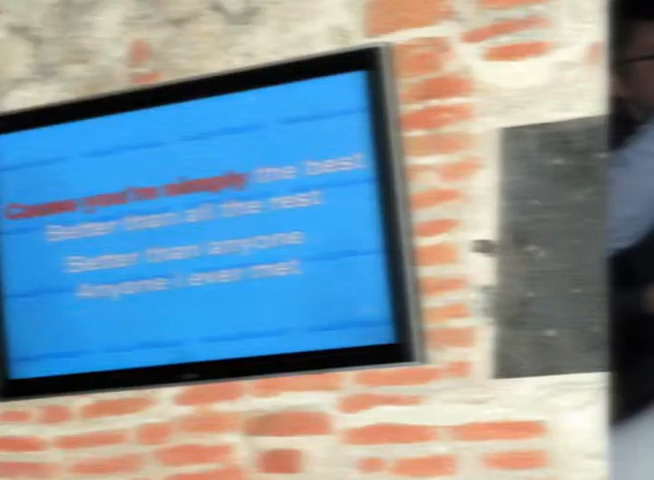 Cause you're simply the best
Better than all the rest
Better than anyone
Anyone I ever met